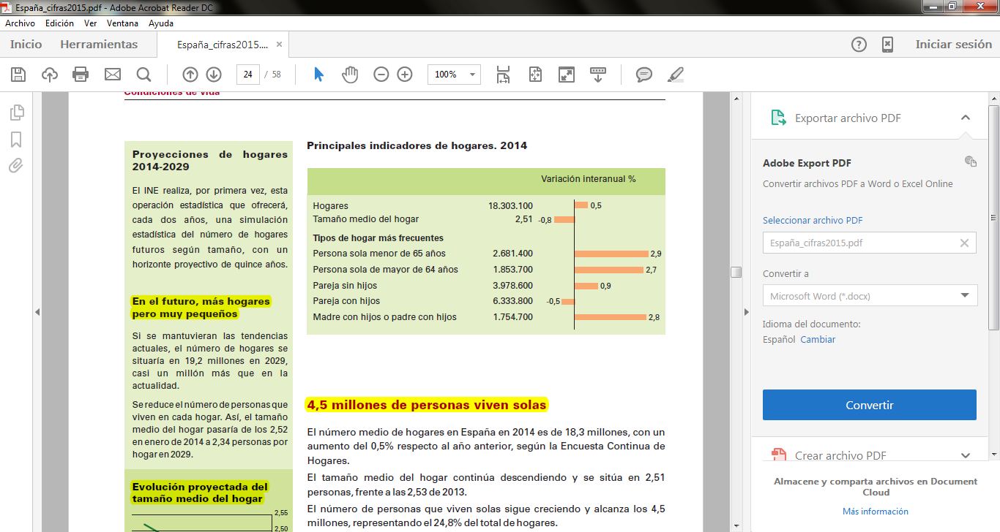 España_cifras2015.pdf - Adobe Acrobat Reader DC
Archivo Edición Ver Ventana Ayuda
Inicio Herramientas España_cifras2015.... × Iniciar sesión
24 / 58 100%
Condiciones de vida
Proyecciones de hogares
2014-2029
El INE realiza, por primera vez, esta
operación estadística que ofrecerá,
cada dos años, una simulación
estadística del número de hogares
futuros según tamaño, con un
horizonte proyectivo de quince años.
En el futuro, más hogares
pero muy pequeños
Si se mantuvieran las tendencias
actuales, el número de hogares se
situaría en 19,2 millones en 2029,
casi un millón más que en la
actualidad.
Se reduce el número de personas que
viven en cada hogar. Así, el tamaño
medio del hogar pasaría de los 2,52
en enero de 2014 a 2,34 personas por
hogar en 2029.
Evolución proyectada del
tamaño medio del hogar
2,55
2,50
Principales indicadores de hogares. 2014
Variación interanual %
Hogares 18.303.100 0,5
Tamaño medio del hogar 2,51 -0,8
Tipos de hogar más frecuentes
Persona sola menor de 65 años 2.681.400 2,9
Persona sola de mayor de 64 años 1.853.700 2,7
Pareja sin hijos 3.978.600 0,9
Pareja con hijos 6.333.800 -0,5
Madre con hijos o padre con hijos 1.754.700 2,8
4,5 millones de personas viven solas
El número medio de hogares en España en 2014 es de 18,3 millones, con un
aumento del 0,5% respecto al año anterior, según la Encuesta Continua de
Hogares.
El tamaño medio del hogar continúa descendiendo y se sitúa en 2,51
personas, frente a las 2,53 de 2013.
El número de personas que viven solas sigue creciendo y alcanza los 4,5
millones, representando el 24,8% del total de hogares.
Exportar archivo PDF
Adobe Export PDF
Convertir archivos PDF a Word o Excel Online
Seleccionar archivo PDF
España_cifras2015.pdf
Convertir a
Microsoft Word (*.docx)
Idioma del documento:
Español Cambiar
Convertir
Crear archivo PDF
Almacene y comparta archivos en Document
Cloud
Más información